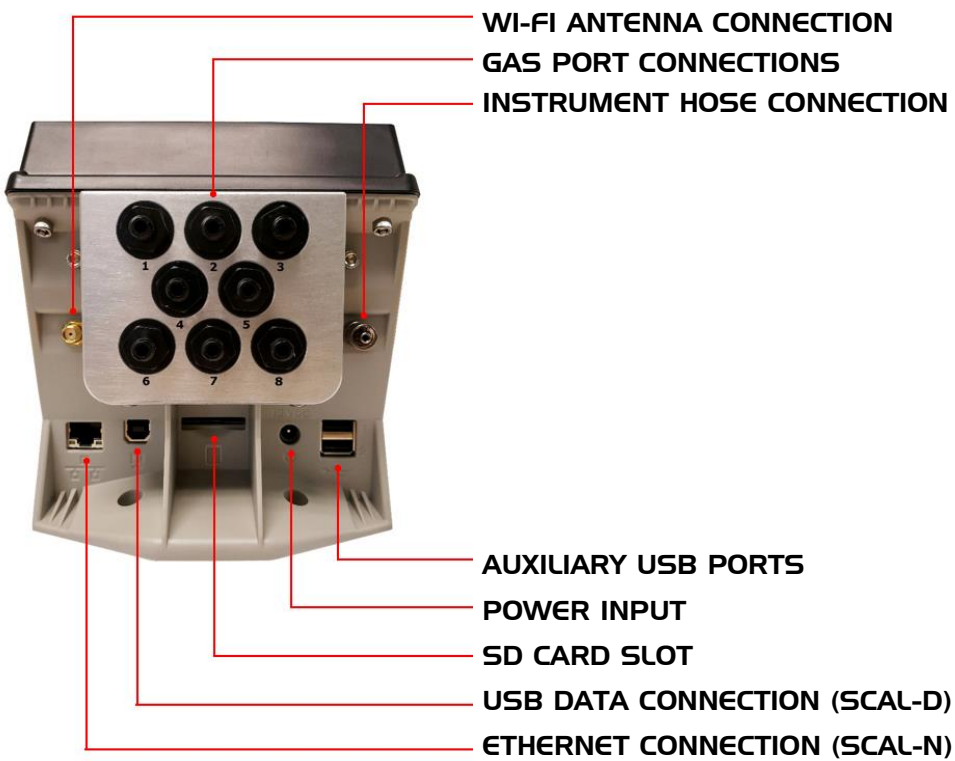 WI-FI ANTENNA CONNECTION
GAS PORT CONNECTIONS
INSTRUMENT HOSE CONNECTION
1 2 3
4 5
6 7 8
AUXILIARY USB PORTS
POWER INPUT
SD CARD SLOT
USB DATA CONNECTION (SCAL-D)
ETHERNET CONNECTION (SCAL-N)